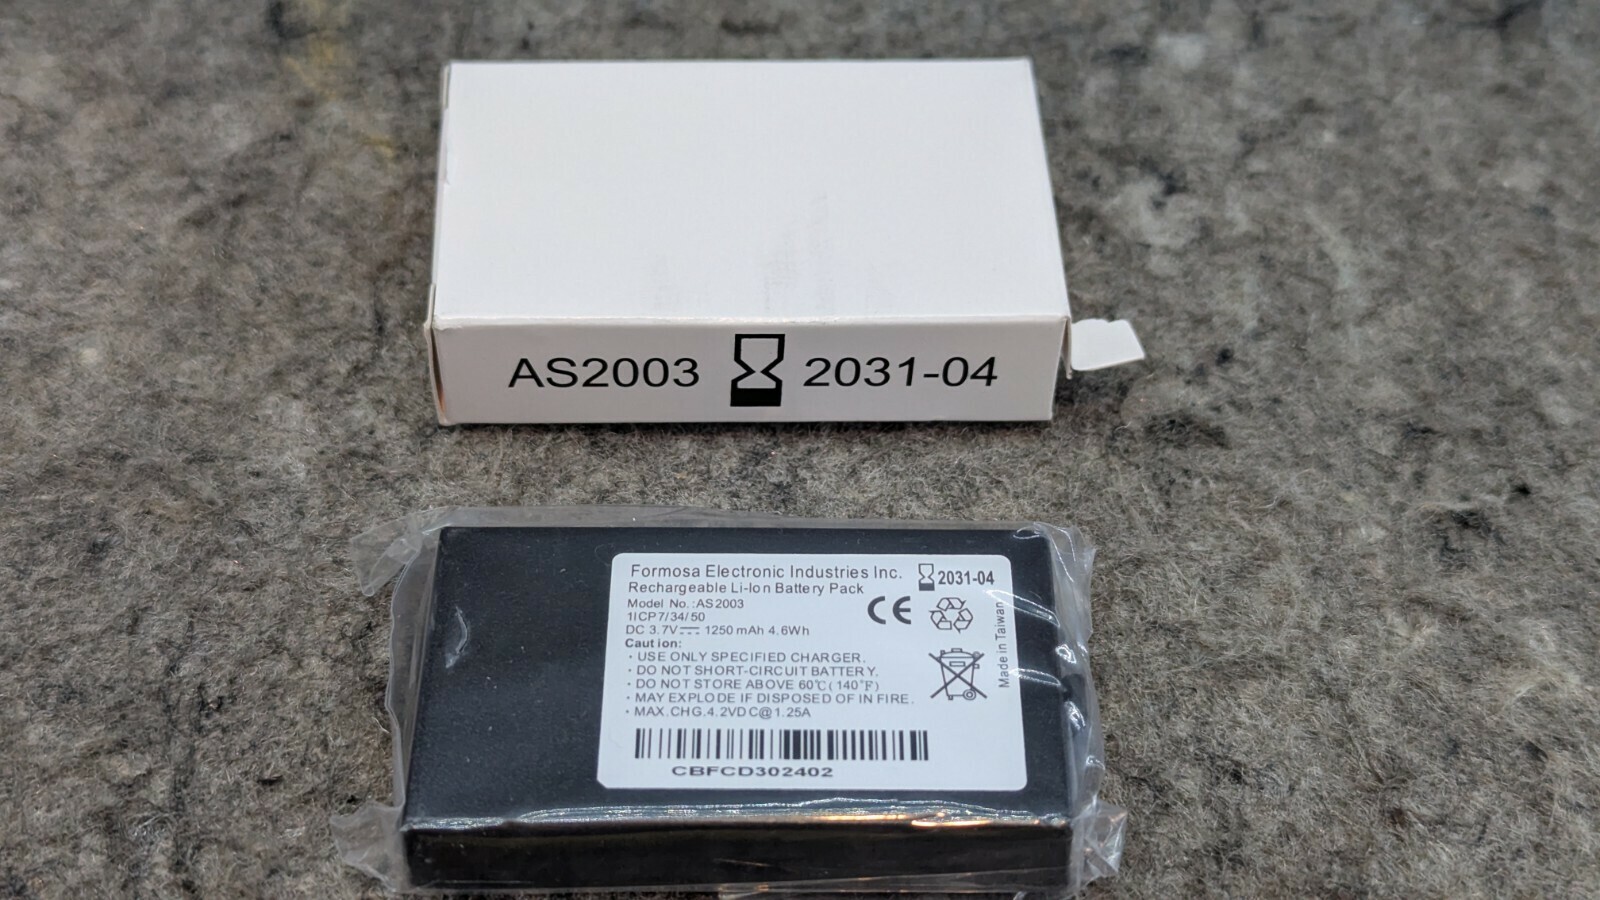 AS2003 2031-04
Formosa Electronic Industries Inc. 2031-04
Rechargeable Li-Ion Battery Pack
Model No.:AS2003
1ICP7/34/50
DC 3.7V⎓ 1250 mAh 4.6Wh
CE
Caution:
· USE ONLY SPECIFIED CHARGER.
· DO NOT SHORT-CIRCUIT BATTERY.
· DO NOT STORE ABOVE 60℃(140°F)
· MAY EXPLODE IF DISPOSED OF IN FIRE.
· MAX.CHG.4.2VDC@1.25A
Made in Taiwan
CBFCD302402